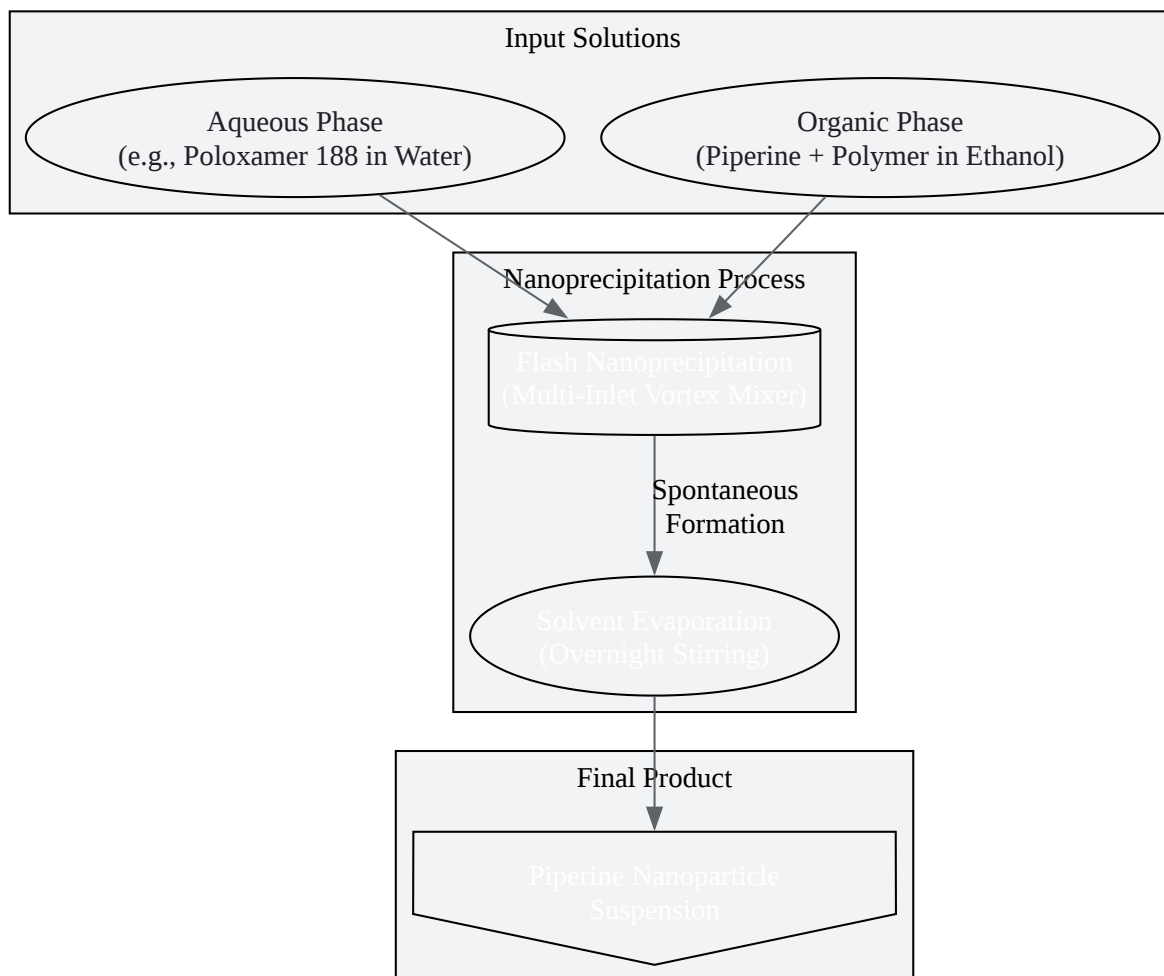 Input Solutions
Aqueous Phase
(e.g., Poloxamer 188 in Water)
Organic Phase
(Piperine + Polymer in Ethanol)
Nanoprecipitation Process
Flash Nanoprecipitation
(Multi-Inlet Vortex Mixer)
Spontaneous
Formation
Solvent Evaporation
(Overnight Stirring)
Final Product
Piperine Nanoparticle
Suspension